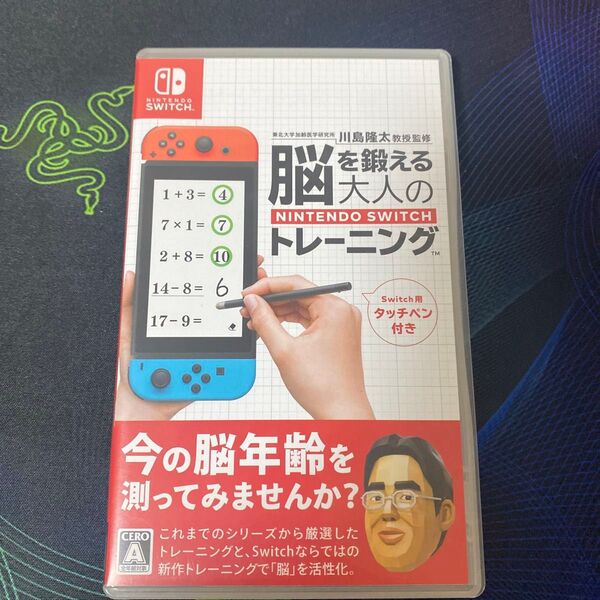 NINTENDO
SWITCH™
東北大学加齢医学研究所 川島隆太教授監修
脳を鍛える
大人の
NINTENDO SWITCH
トレーニング™
1+3= 4
7×1= 7
2+8= 10
14-8= 6
17-9=
Switch用
タッチペン
付き
今の脳年齢を
測ってみませんか?
CERO
A
全年齢対象
これまでのシリーズから厳選した
トレーニングと、Switchならではの
新作トレーニングで「脳」を活性化。